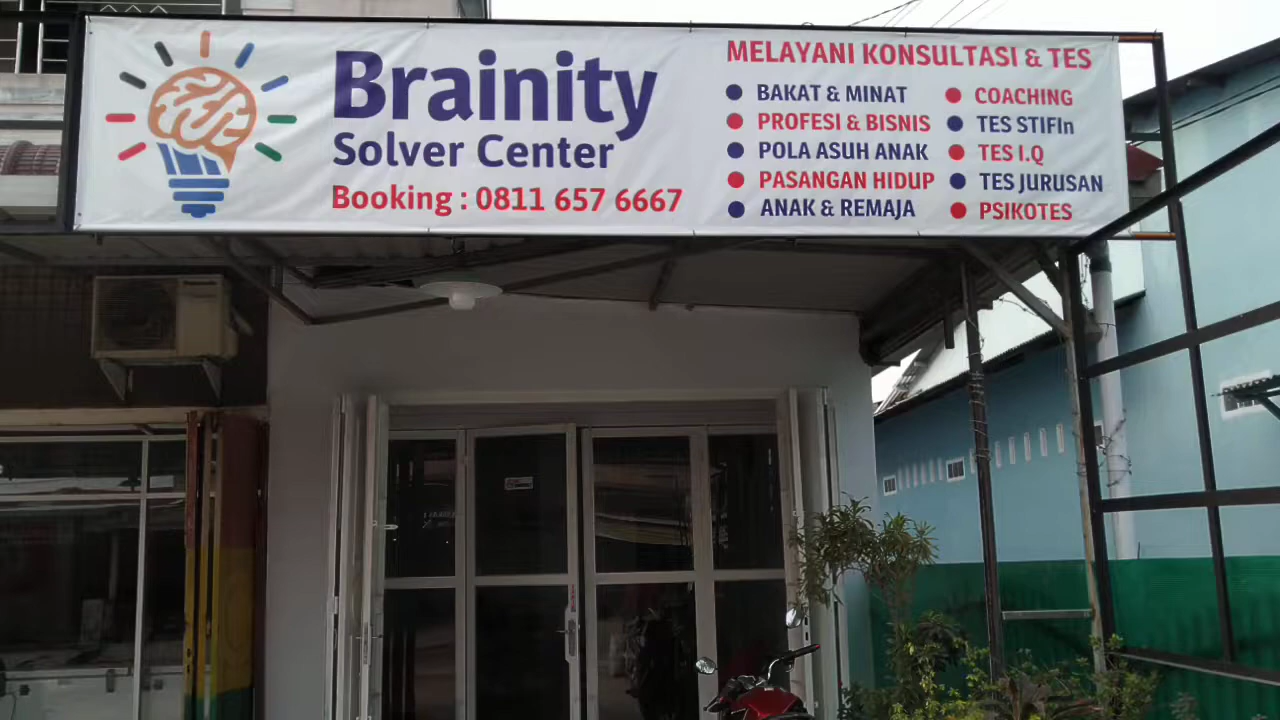 Brainity
Solver Center
Booking : 0811 657 6667
MELAYANI KONSULTASI & TES
BAKAT & MINAT
PROFESI & BISNIS
POLA ASUH ANAK
PASANGAN HIDUP
ANAK & REMAJA
COACHING
TES STIFIn
TES I.Q
TES JURUSAN
PSIKOTES